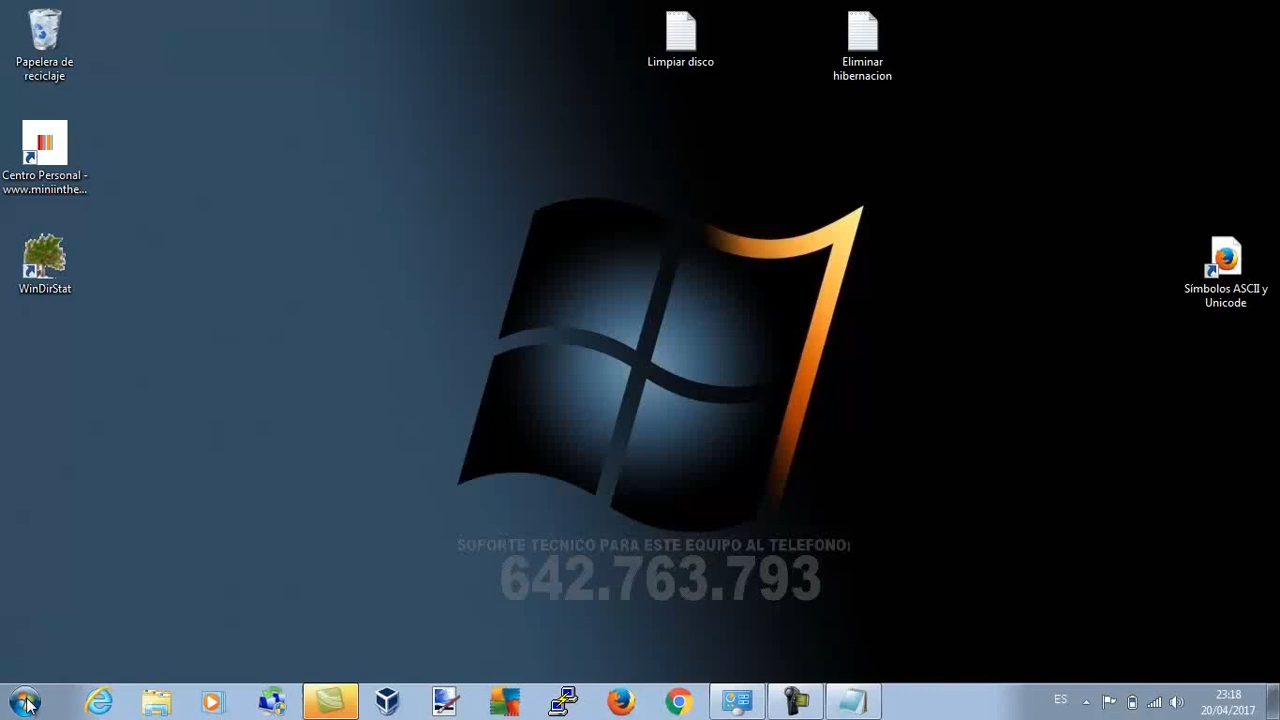 Papelera de
reciclaje
Limpiar disco
Eliminar
hibernacion
Centro Personal -
www.miniinthe...
WinDirStat
Símbolos ASCII y
Unicode
SOPORTE TECNICO PARA ESTE EQUIPO AL TELEFONO:
642.763.793
ES
23:18
20/04/2017